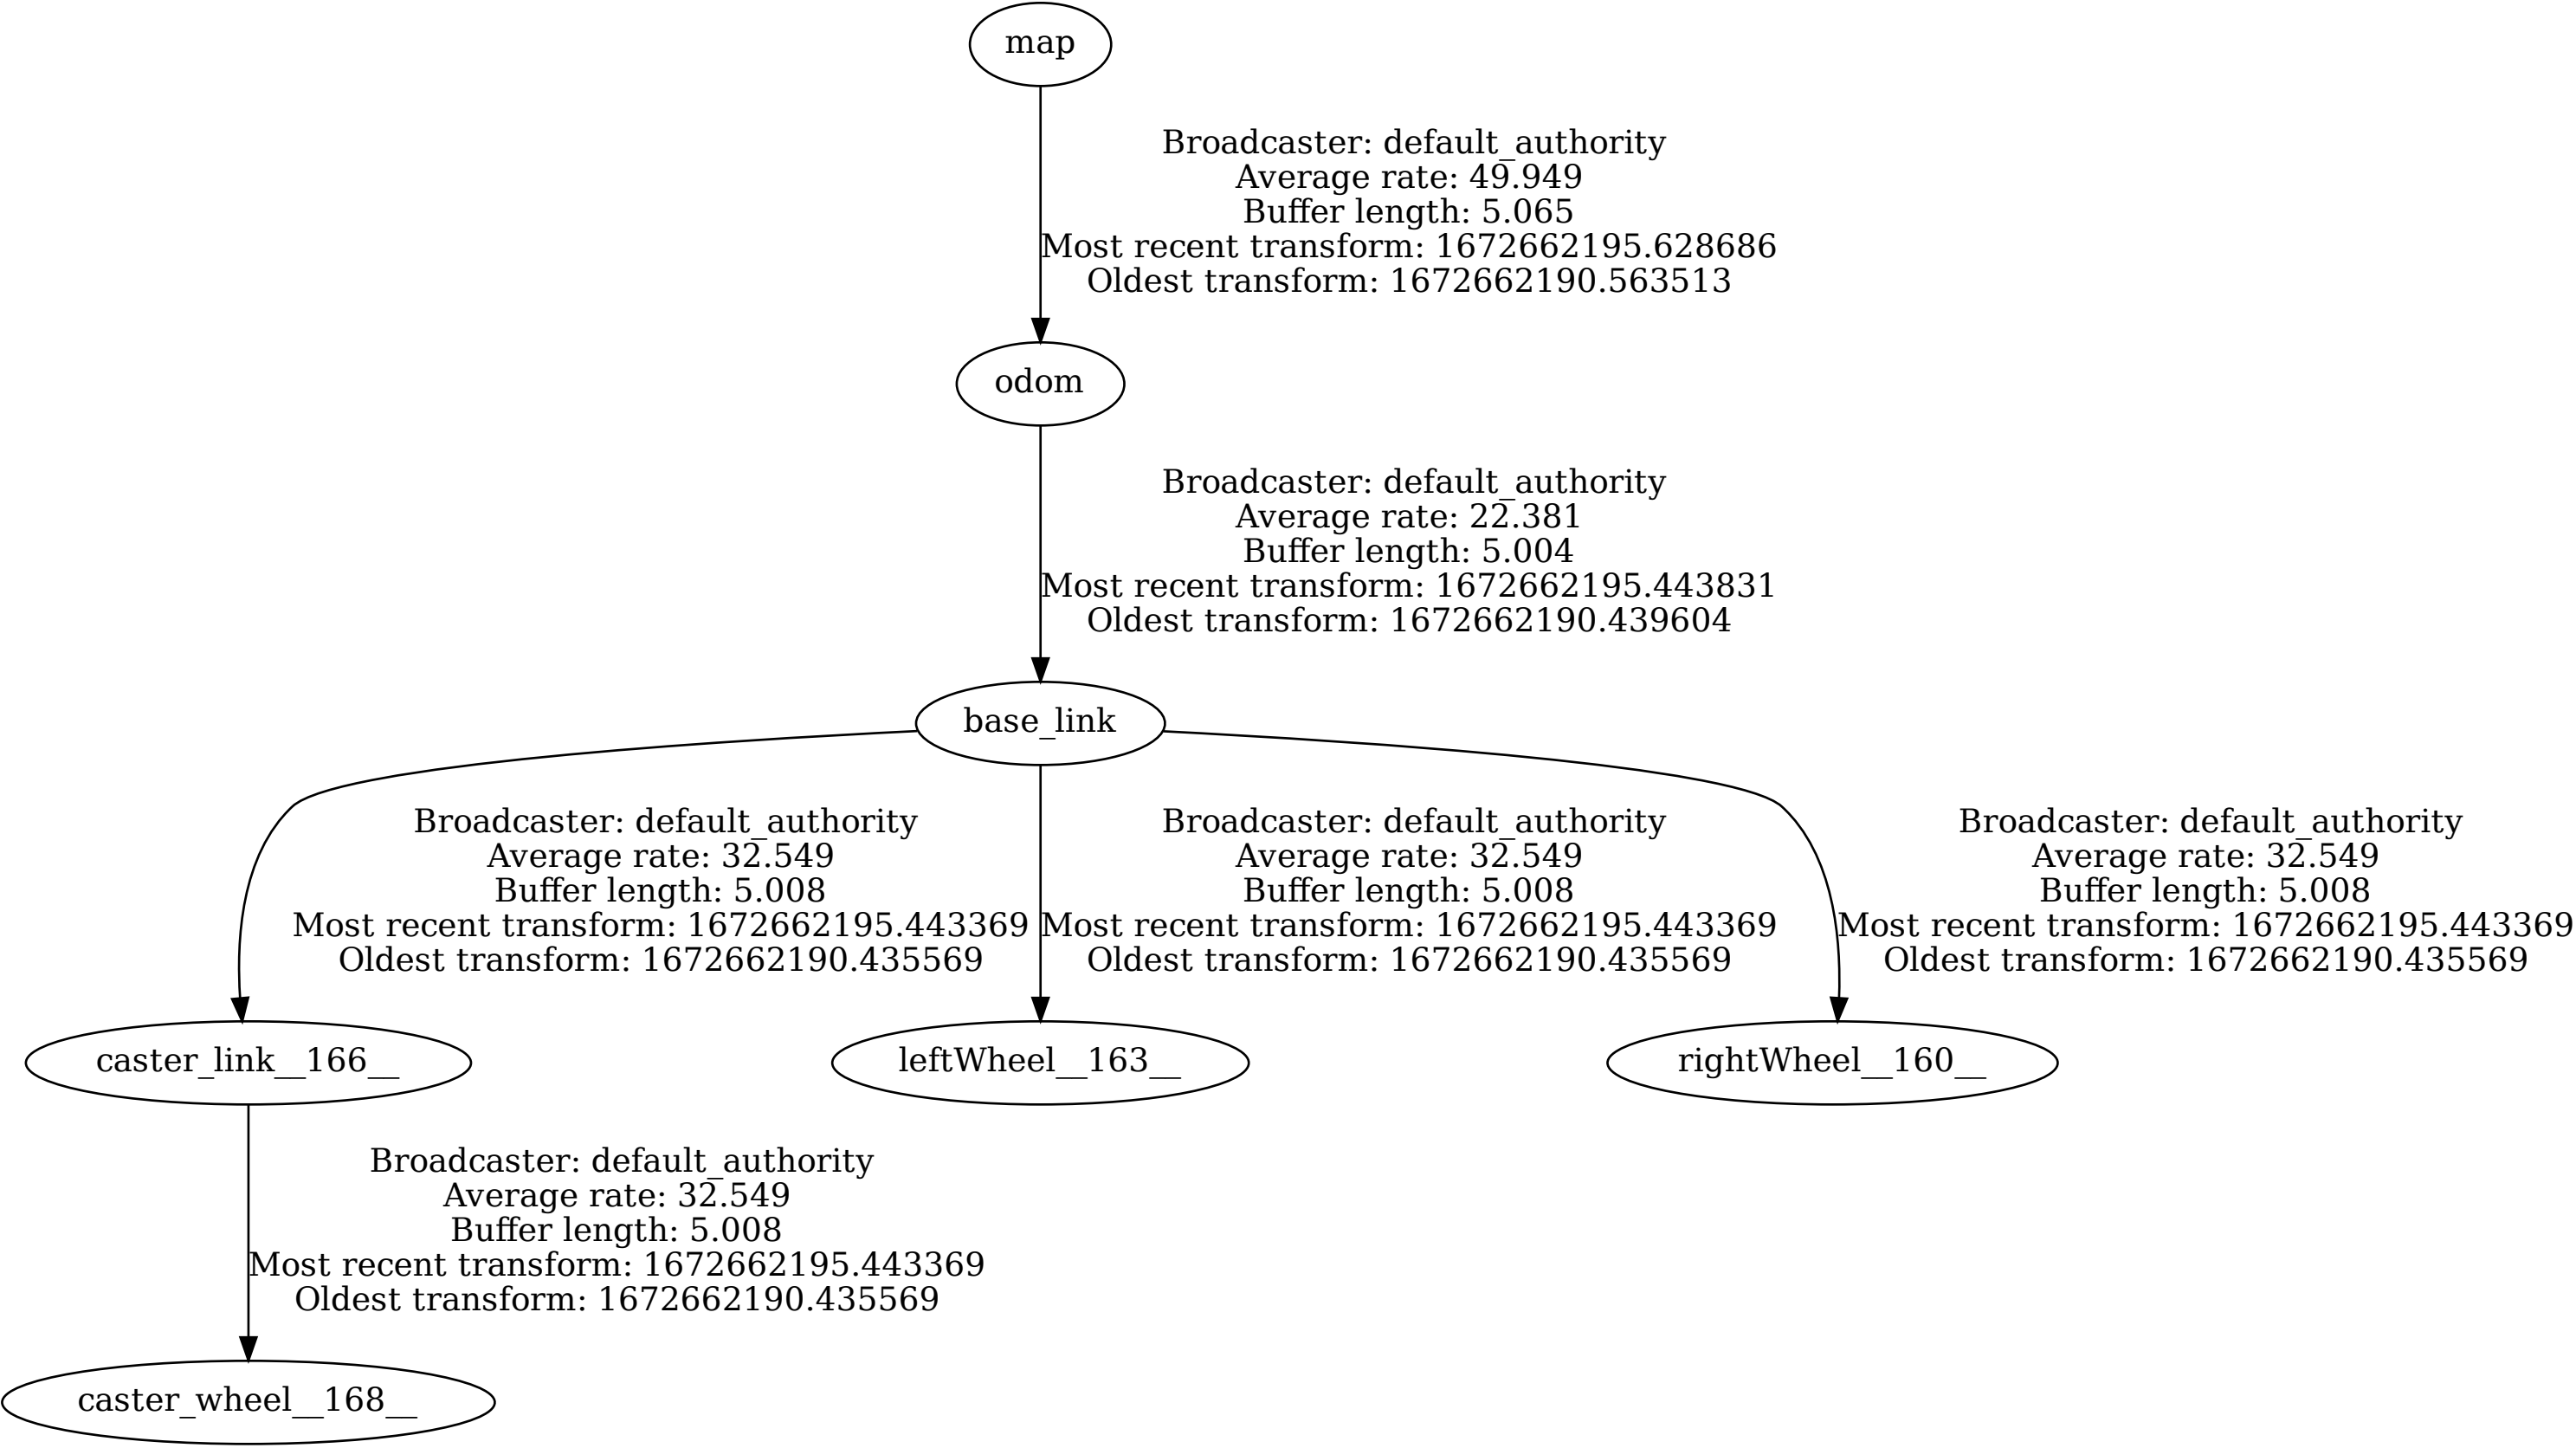 map
Broadcaster: default_authority
Average rate: 49.949
Buffer length: 5.065
Most recent transform: 1672662195.628686
Oldest transform: 1672662190.563513
odom
Broadcaster: default_authority
Average rate: 22.381
Buffer length: 5.004
Most recent transform: 1672662195.443831
Oldest transform: 1672662190.439604
base_link
Broadcaster: default_authority
Average rate: 32.549
Buffer length: 5.008
Most recent transform: 1672662195.443369
Oldest transform: 1672662190.435569
Broadcaster: default_authority
Average rate: 32.549
Buffer length: 5.008
Most recent transform: 1672662195.443369
Oldest transform: 1672662190.435569
Broadcaster: default_authority
Average rate: 32.549
Buffer length: 5.008
Most recent transform: 1672662195.443369
Oldest transform: 1672662190.435569
caster_link__166__
leftWheel__163__
rightWheel__160__
Broadcaster: default_authority
Average rate: 32.549
Buffer length: 5.008
Most recent transform: 1672662195.443369
Oldest transform: 1672662190.435569
caster_wheel__168__